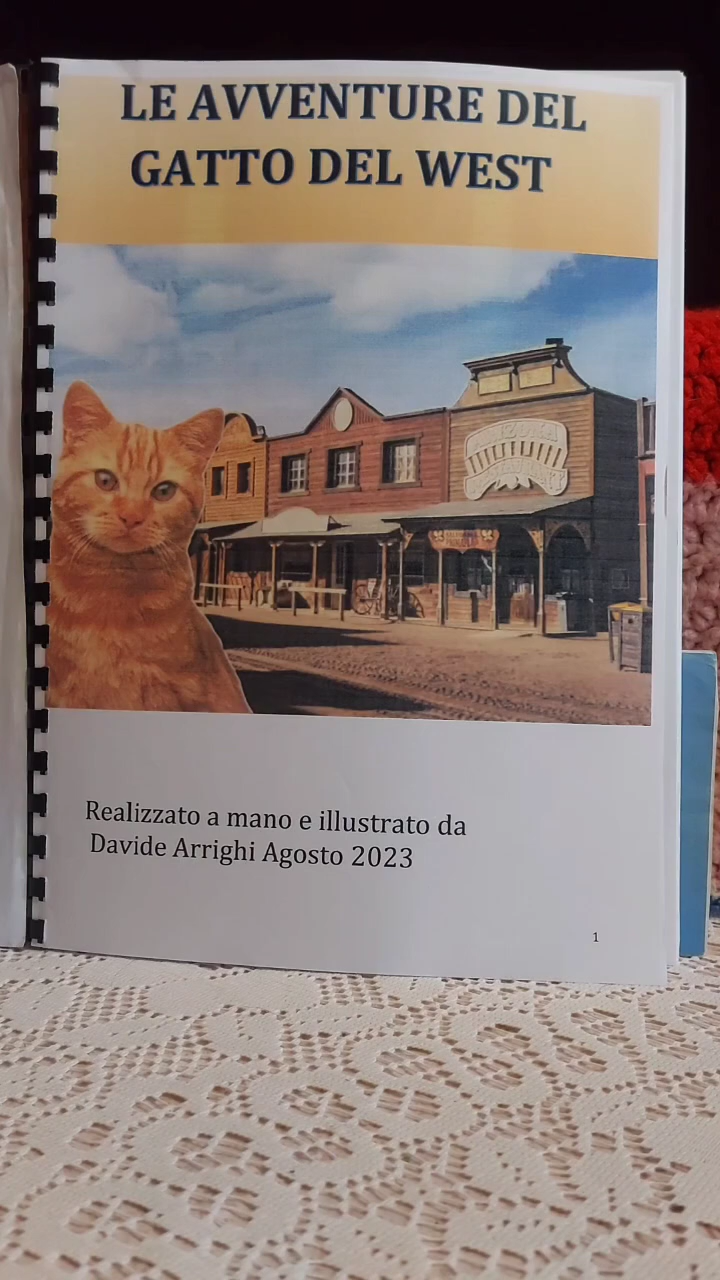 LE AVVENTURE DEL
GATTO DEL WEST
Realizzato a mano e illustrato da
Davide Arrighi Agosto 2023
1